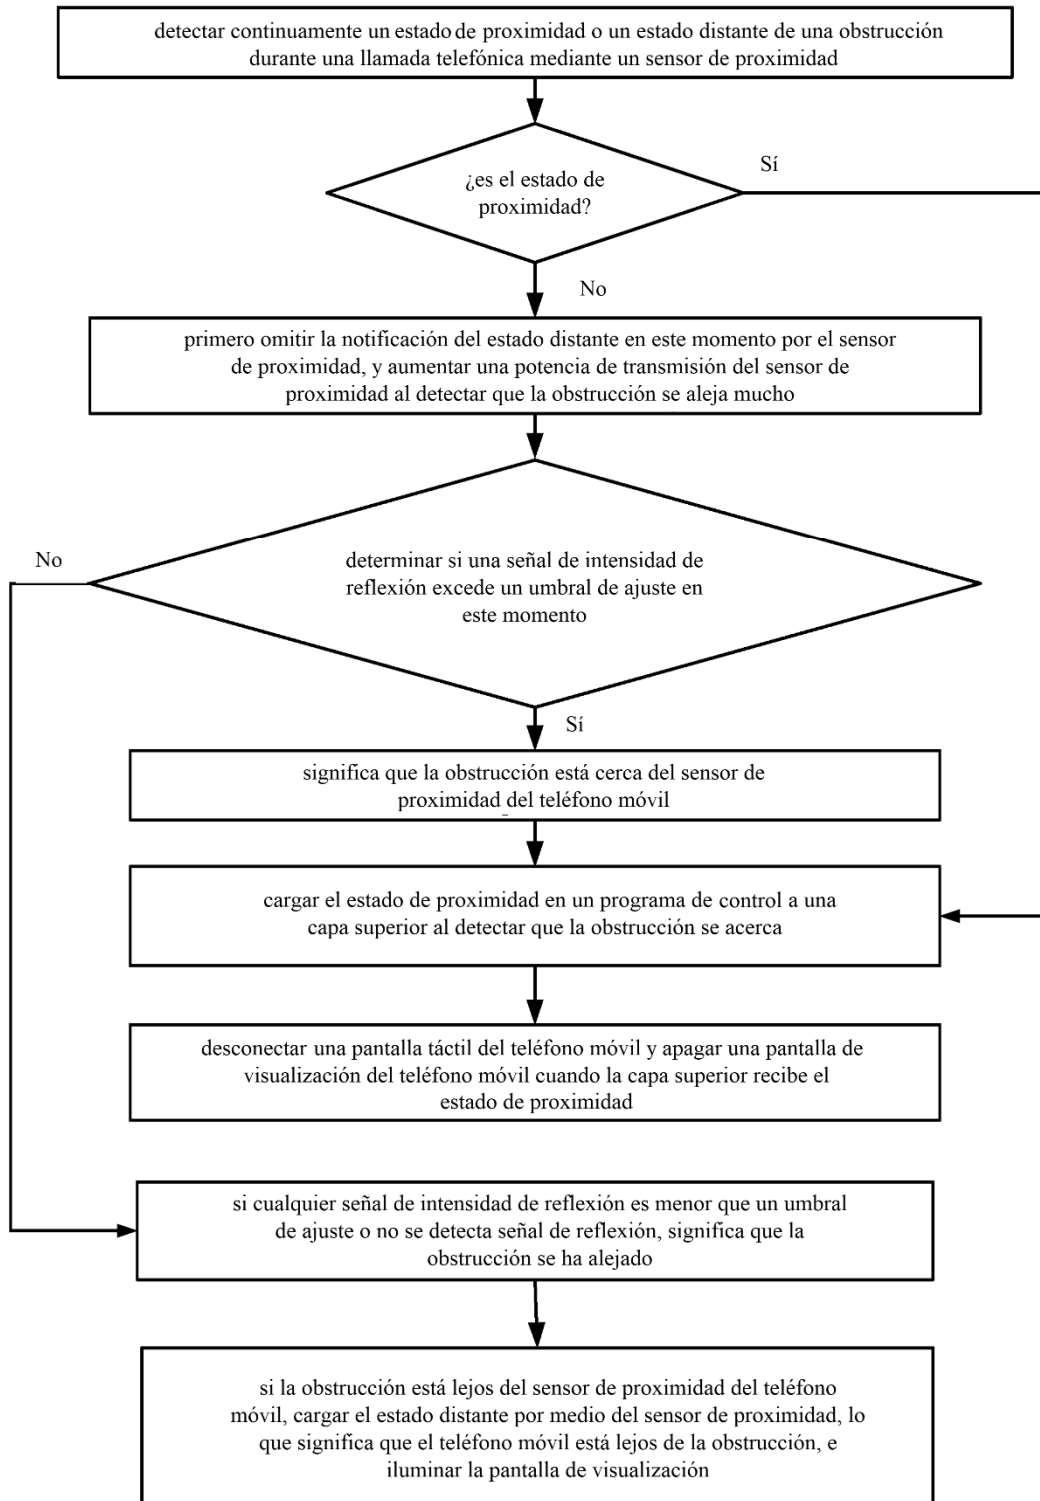 detectar continuamente un estado de proximidad o un estado distante de una obstrucción
durante una llamada telefónica mediante un sensor de proximidad
Sí
¿es el estado de
proximidad?
No
primero omitir la notificación del estado distante en este momento por el sensor
de proximidad, y aumentar una potencia de transmisión del sensor de
proximidad al detectar que la obstrucción se aleja mucho
No
determinar si una señal de intensidad de
reflexión excede un umbral de ajuste en
este momento
Sí
significa que la obstrucción está cerca del sensor de
proximidad del teléfono móvil
cargar el estado de proximidad en un programa de control a una
capa superior al detectar que la obstrucción se acerca
desconectar una pantalla táctil del teléfono móvil y apagar una pantalla de
visualización del teléfono móvil cuando la capa superior recibe el
estado de proximidad
si cualquier señal de intensidad de reflexión es menor que un umbral
de ajuste o no se detecta señal de reflexión, significa que la
obstrucción se ha alejado
si la obstrucción está lejos del sensor de proximidad del teléfono
móvil, cargar el estado distante por medio del sensor de proximidad, lo
que significa que el teléfono móvil está lejos de la obstrucción, e
iluminar la pantalla de visualización